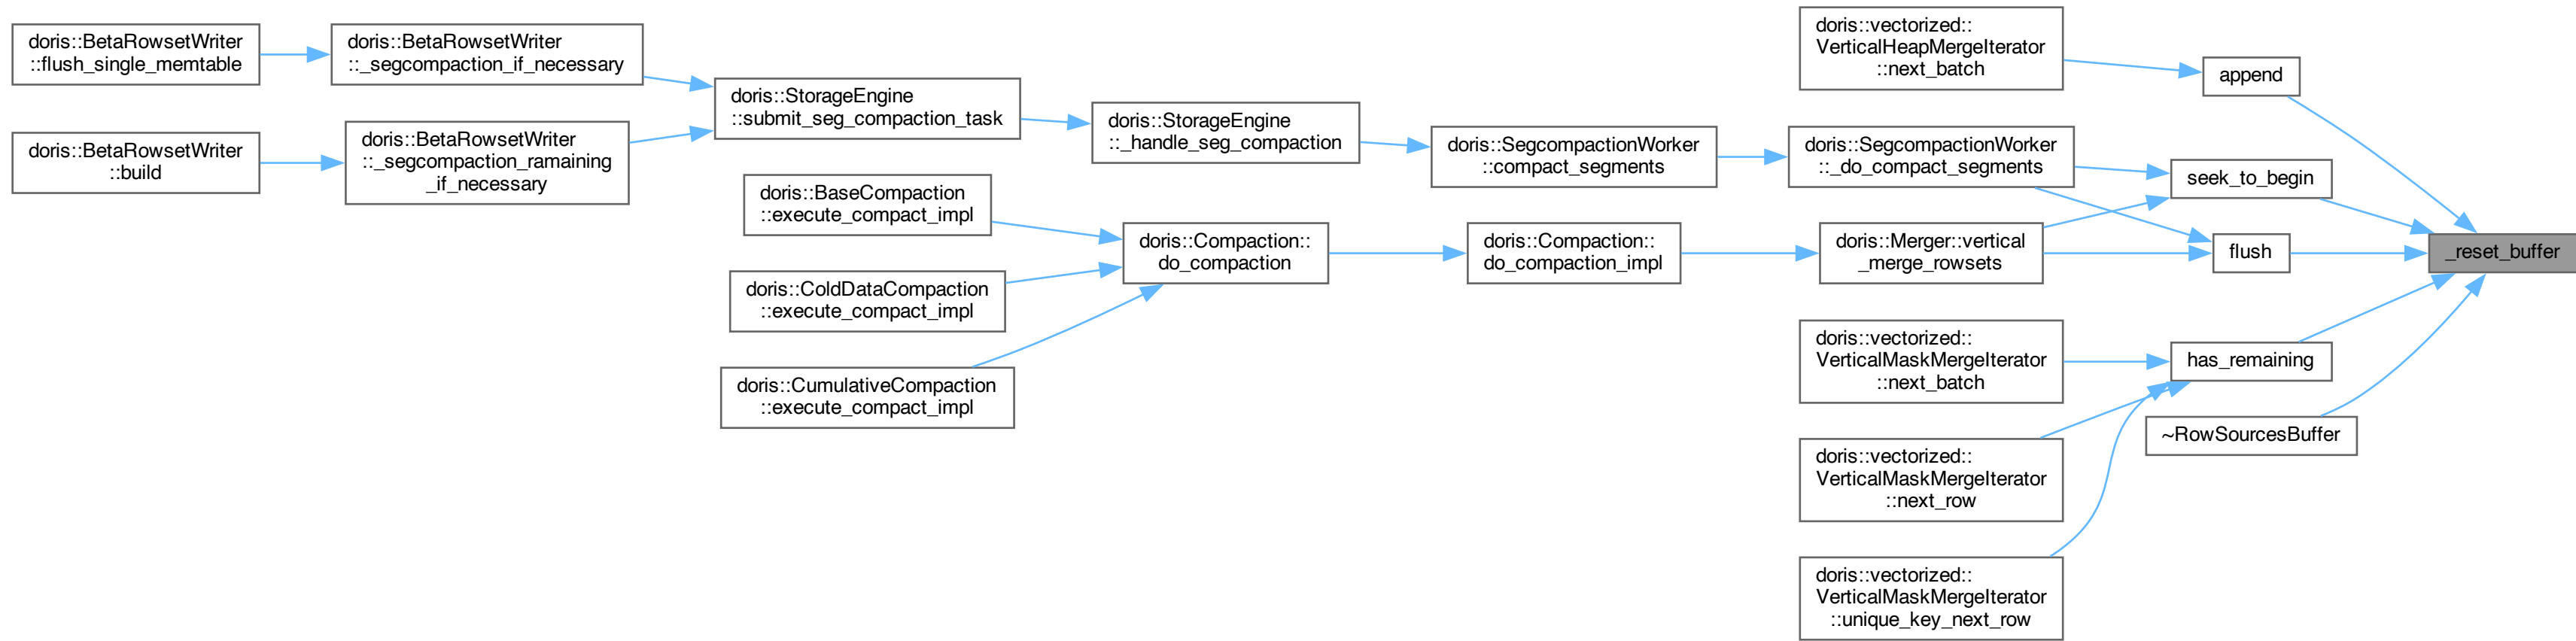 doris::BetaRowsetWriter
::flush_single_memtable
doris::BetaRowsetWriter
::build
doris::BetaRowsetWriter
::_segcompaction_if_necessary
doris::BetaRowsetWriter
::_segcompaction_ramaining
_if_necessary
doris::StorageEngine
::submit_seg_compaction_task
doris::BaseCompaction
::execute_compact_impl
doris::ColdDataCompaction
::execute_compact_impl
doris::CumulativeCompaction
::execute_compact_impl
doris::StorageEngine
::_handle_seg_compaction
doris::Compaction::
do_compaction
doris::SegcompactionWorker
::compact_segments
doris::Compaction::
do_compaction_impl
doris::vectorized::
VerticalHeapMergeIterator
::next_batch
doris::SegcompactionWorker
::_do_compact_segments
doris::Merger::vertical
_merge_rowsets
doris::vectorized::
VerticalMaskMergeIterator
::next_batch
doris::vectorized::
VerticalMaskMergeIterator
::next_row
doris::vectorized::
VerticalMaskMergeIterator
::unique_key_next_row
append
seek_to_begin
flush
has_remaining
~RowSourcesBuffer
_reset_buffer